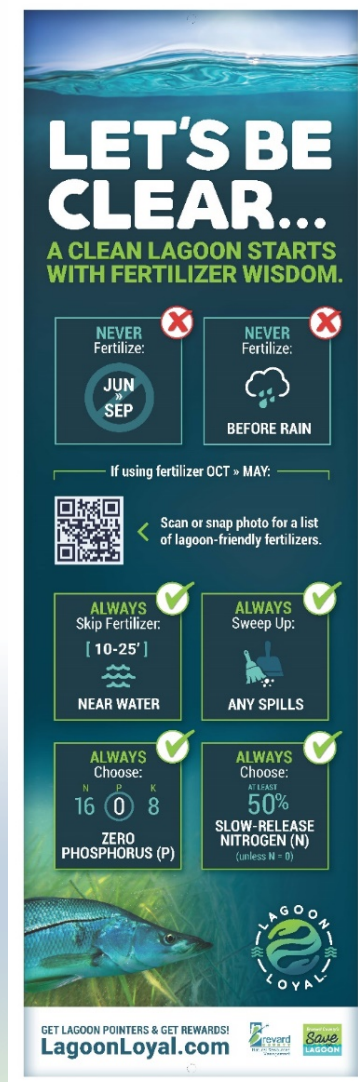 LET'S BE
CLEAR...
A CLEAN LAGOON STARTS
WITH FERTILIZER WISDOM.
NEVER
Fertilize:
JUN
»
SEP
NEVER
Fertilize:
BEFORE RAIN
If using fertilizer OCT » MAY:
Scan or snap photo for a list
of lagoon-friendly fertilizers.
ALWAYS
Skip Fertilizer:
[ 10-25' ]
NEAR WATER
ALWAYS
Sweep Up:
ANY SPILLS
ALWAYS
Choose:
N P K
16 0 8
ZERO
PHOSPHORUS (P)
ALWAYS
Choose:
AT LEAST
50%
SLOW-RELEASE
NITROGEN (N)
(unless N = 0)
LAGOON
LOYAL
GET LAGOON POINTERS & GET REWARDS!
LagoonLoyal.com
Brevard
Save
LAGOON